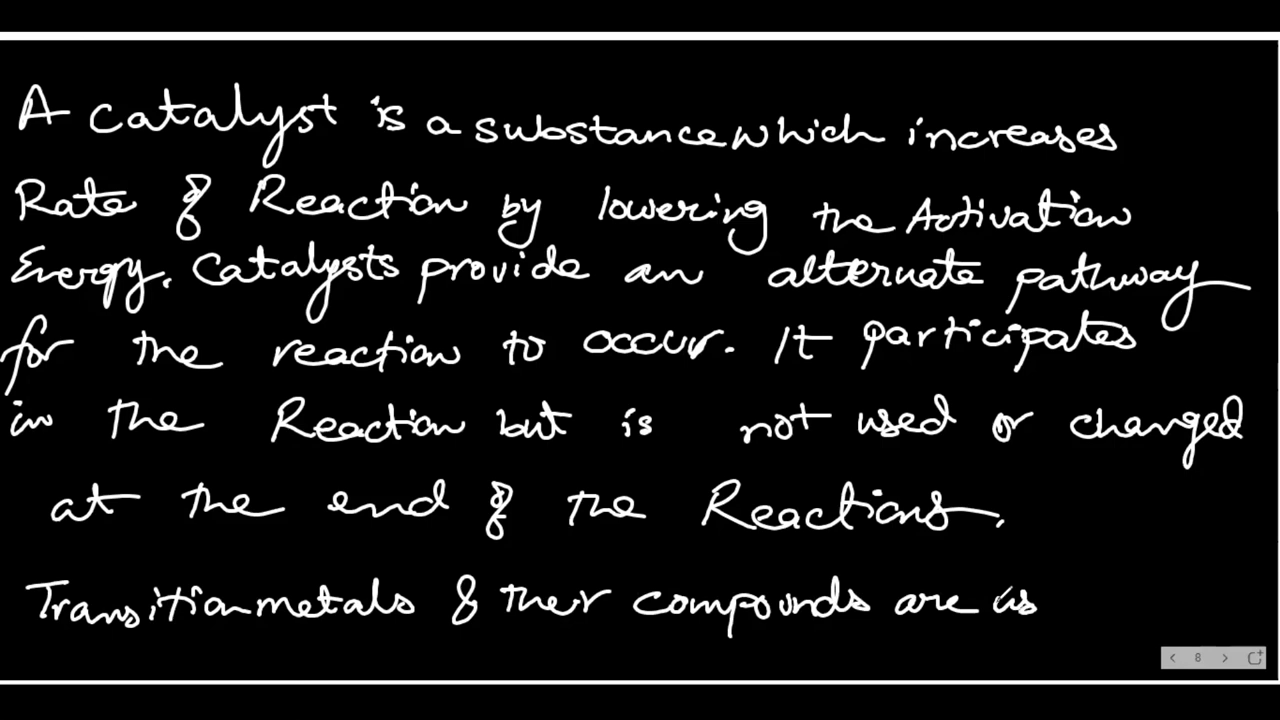 A catalyst is a substance which increases
Rate of Reaction by lowering the Activation
Energy. Catalysts provide an alternate pathway
for the reaction to occur. It participates
in the Reaction but is not used or changed
at the end of the Reactions.
Transition metals & their compounds are us
8